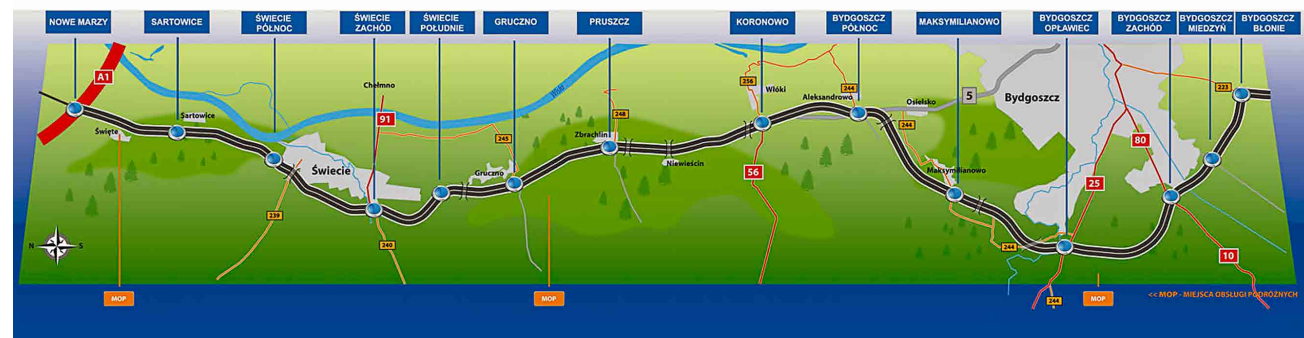 NOWE MARZY
SARTOWICE
ŚWIECIE
PÓŁNOC
ŚWIECIE
ZACHÓD
ŚWIECIE
POŁUDNIE
GRUCZNO
PRUSZCZ
KORONOWO
BYDGOSZCZ
PÓŁNOC
MAKSYMILIANOWO
BYDGOSZCZ
OPŁAWIEC
BYDGOSZCZ
ZACHÓD
BYDGOSZCZ
MIEDZYŃ
BYDGOSZCZ
BŁONIE
A1
Chełmno
Wisła
256
Włóki
244
223
Aleksandrowo
5
Osielsko
Bydgoszcz
Sartowice
91
248
Święte
245
Zbrachlin
244
80
Niewieścin
Świecie
Gruczno
56
Maksymilianowo
25
239
N
S
240
244
10
MOP
MOP
MOP
244
<< MOP - MIEJSCA OBSŁUGI PODRÓŻNYCH